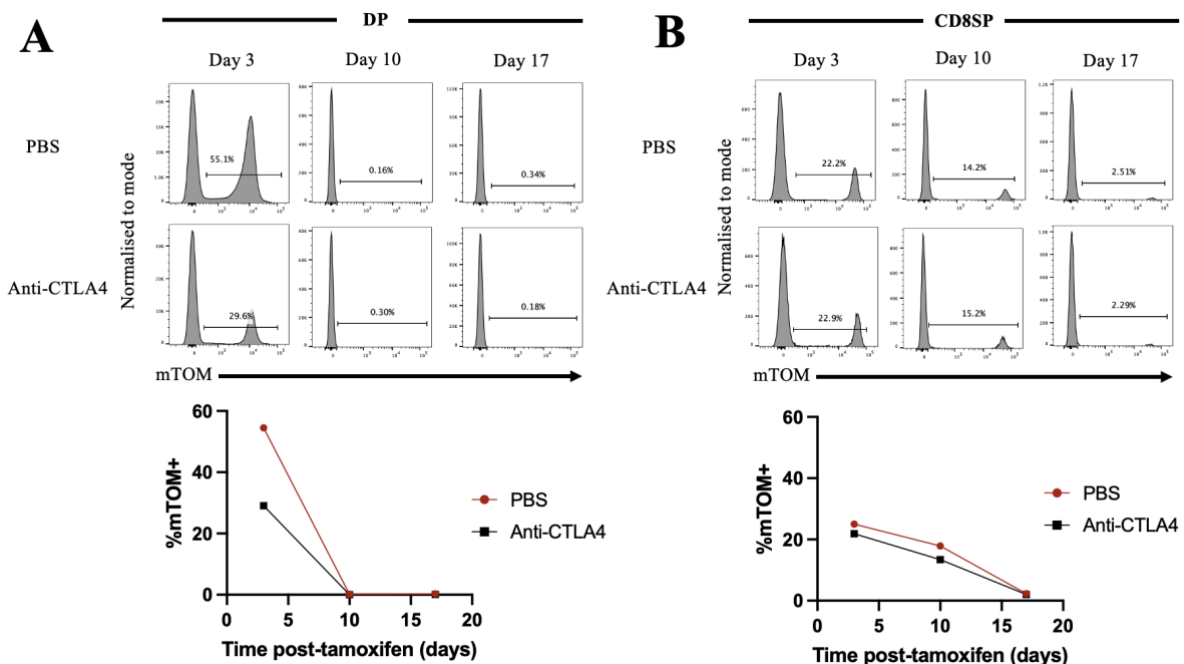 A
DP
Day 3
Day 10
Day 17
PBS
Anti-CTLA4
Normalised to mode
55.1%
0.16%
0.34%
29.6%
0.30%
0.18%
mTOM
60
40
20
0
%mTOM+
0 5 10 15 20
Time post-tamoxifen (days)
PBS
Anti-CTLA4
B
CD8SP
Day 3
Day 10
Day 17
PBS
Anti-CTLA4
Normalised to mode
22.2%
14.2%
2.51%
22.9%
15.2%
2.29%
mTOM
60
40
20
0
%mTOM+
0 5 10 15 20
Time post-tamoxifen (days)
PBS
Anti-CTLA4